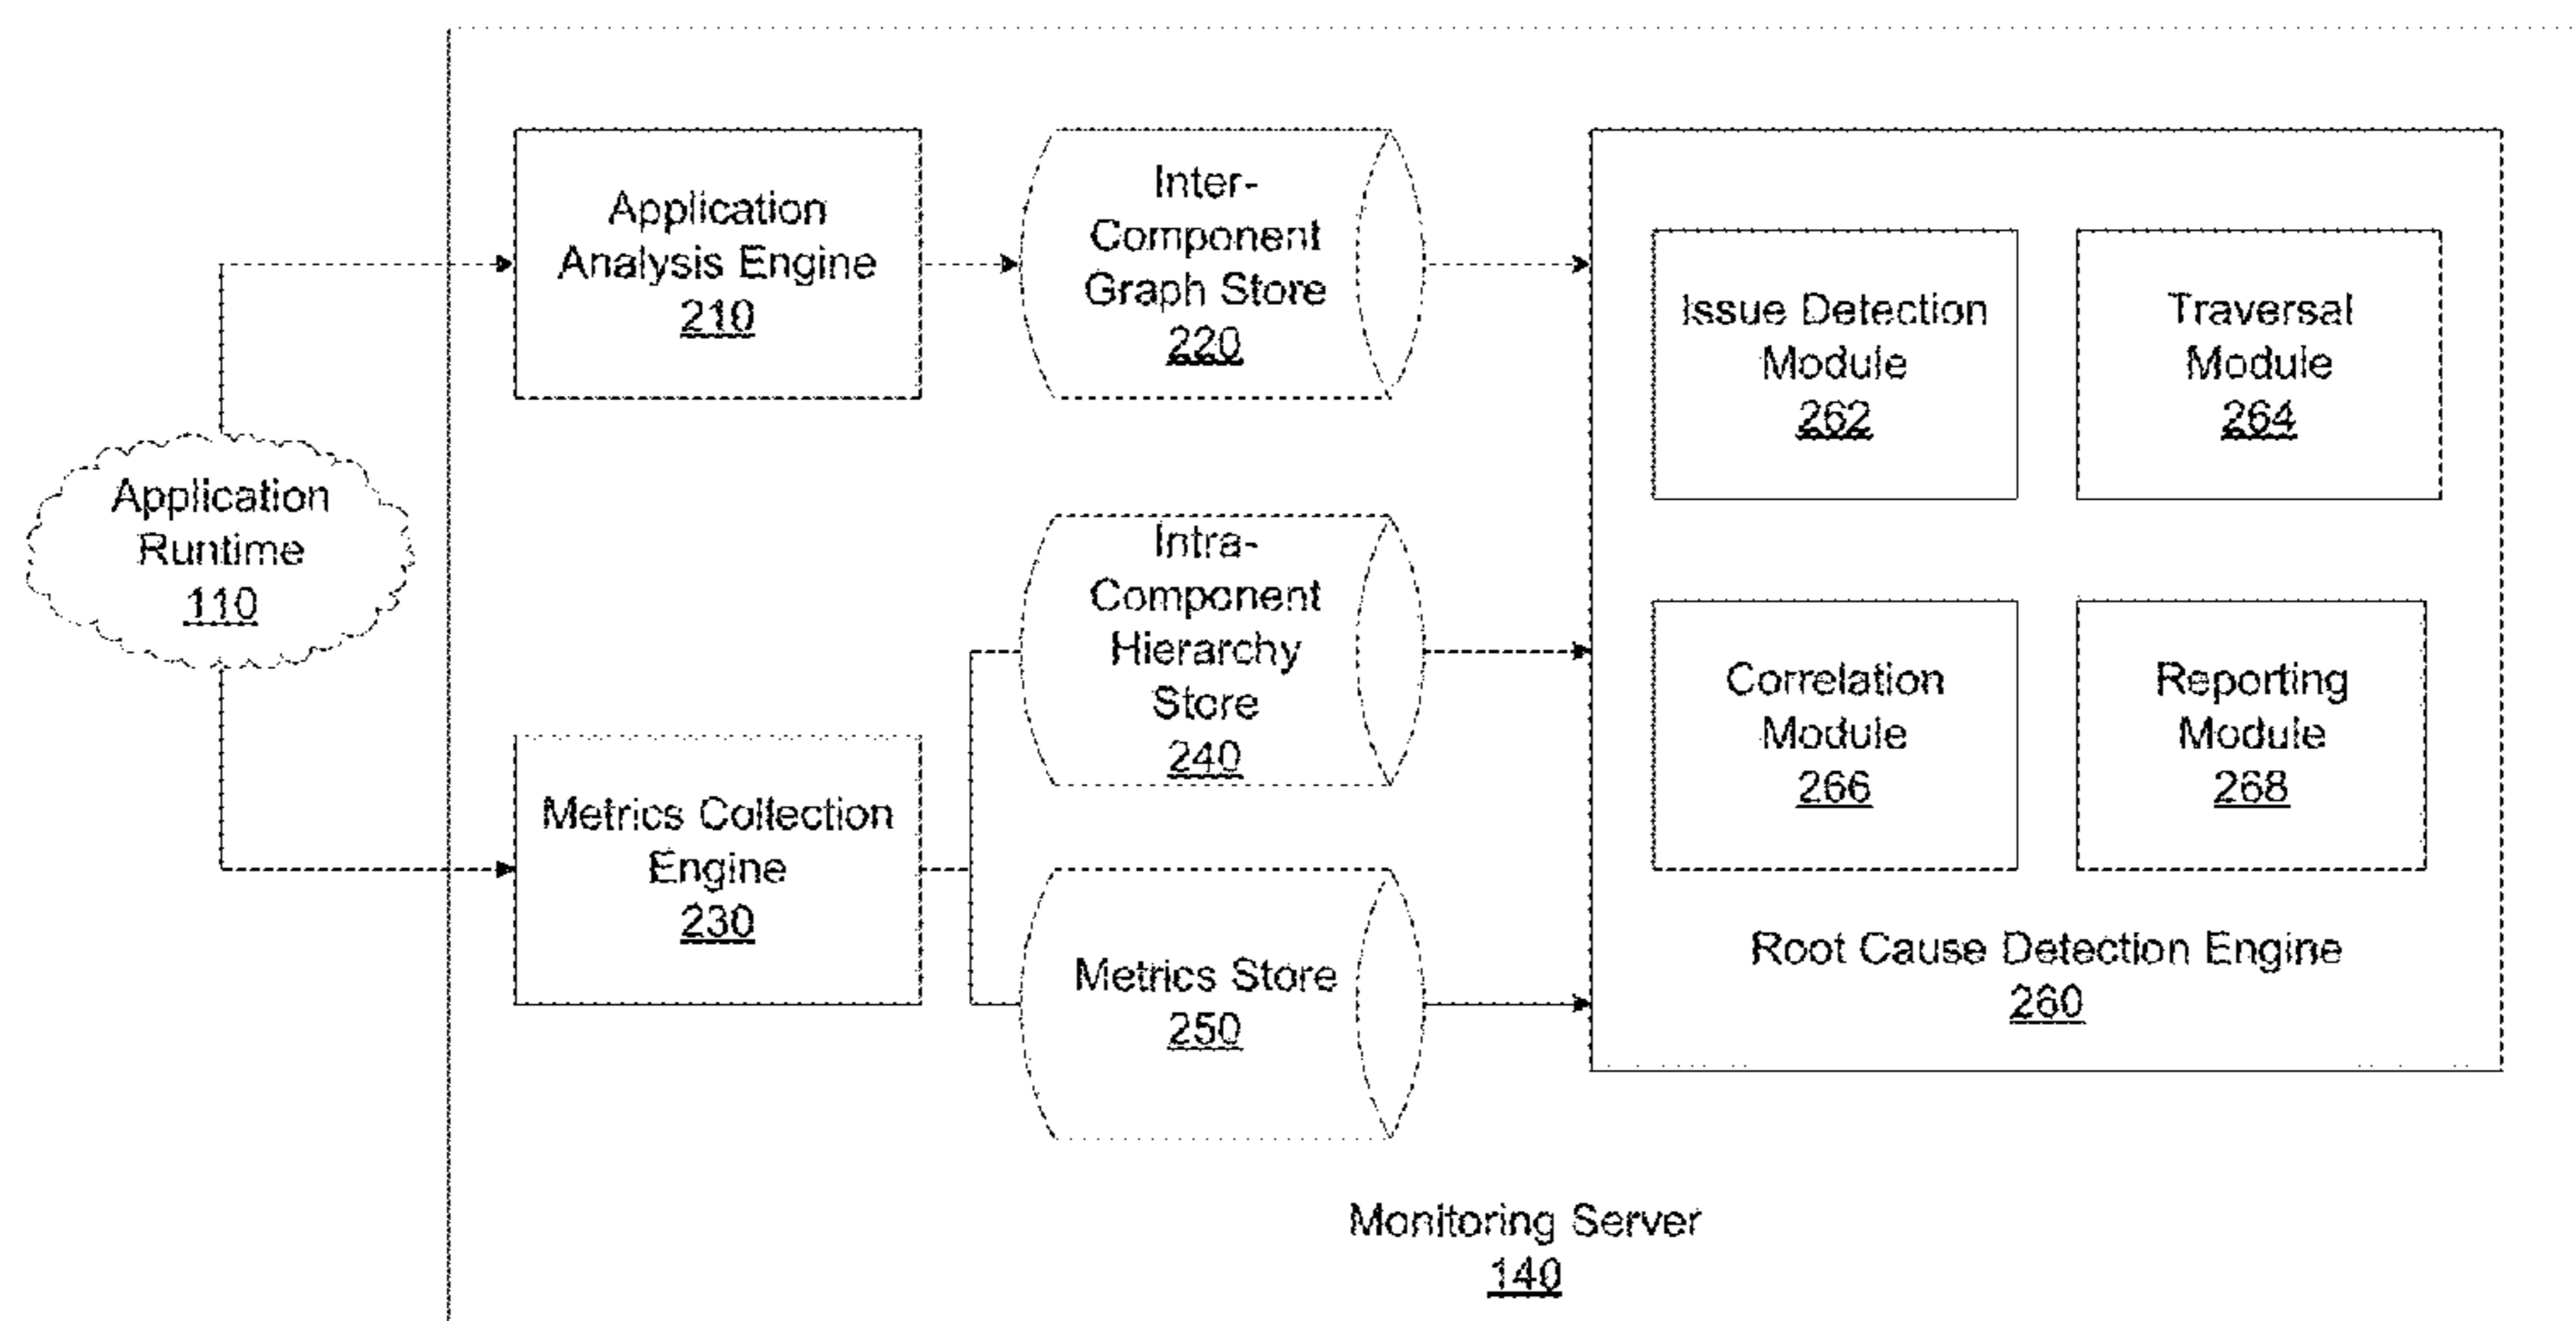 Application
Runtime
110
Application
Analysis Engine
210
Inter-
Component
Graph Store
220
Metrics Collection
Engine
230
Intra-
Component
Hierarchy
Store
240
Metrics Store
250
Issue Detection
Module
262
Traversal
Module
264
Correlation
Module
266
Reporting
Module
268
Root Cause Detection Engine
260
Monitoring Server
140